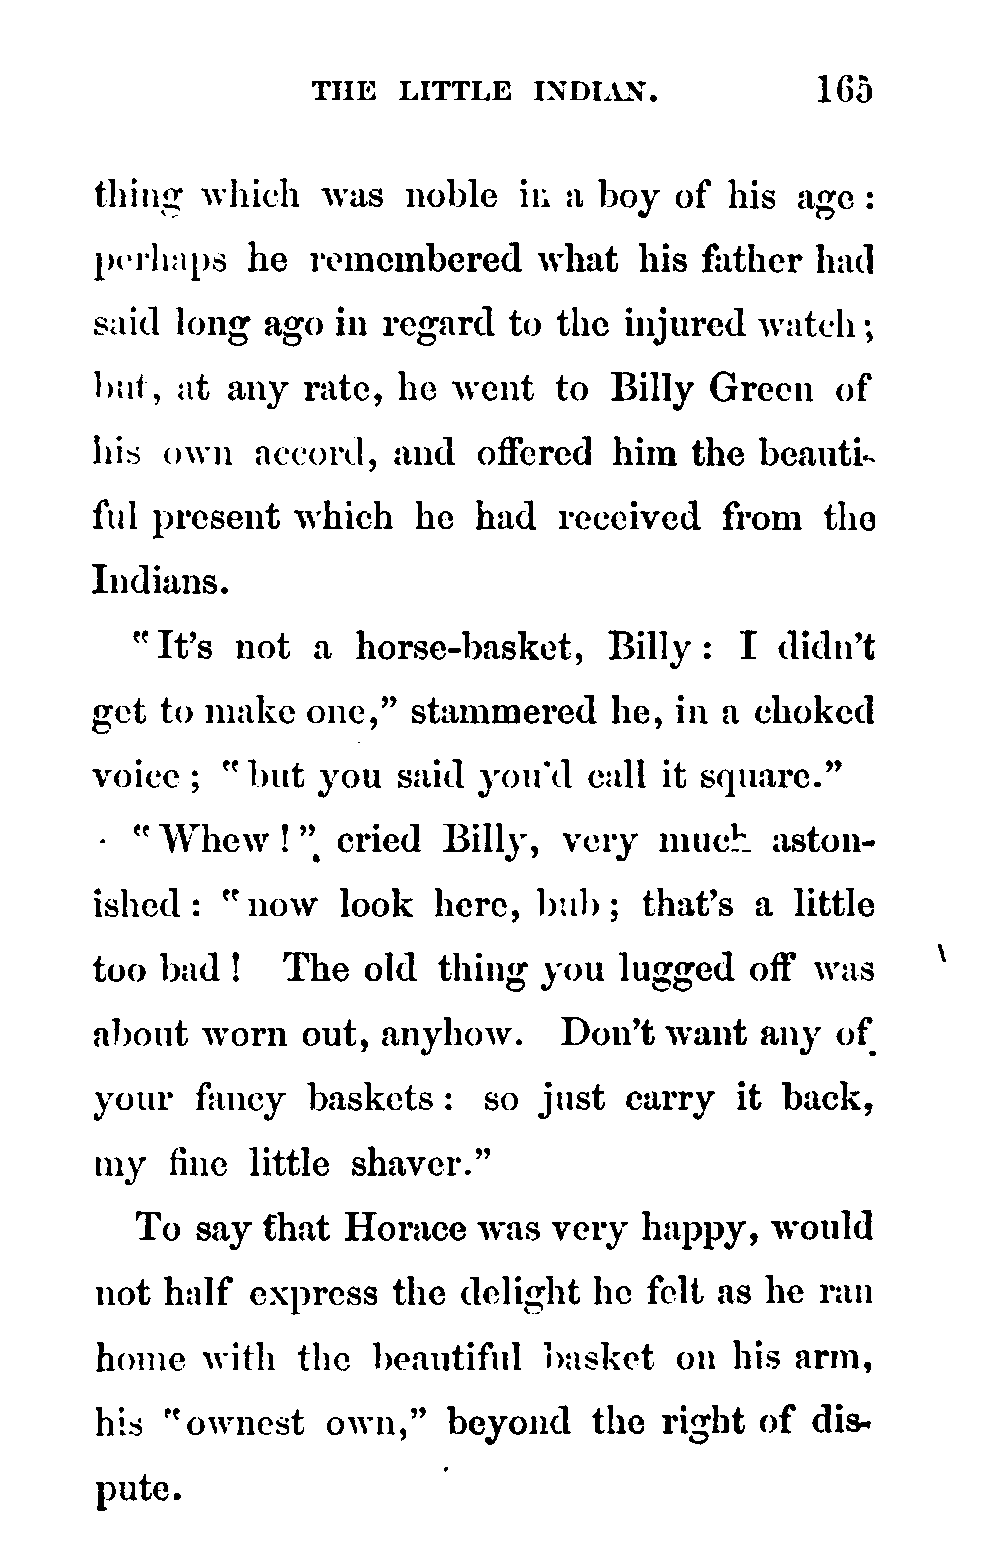 THE LITTLE INDIAN. 165
thing which was noble in a boy of his age :
perhaps he remembered what his father had
said long ago in regard to the injured watch ;
but, at any rate, he went to Billy Green of
his own accord, and offered him the beauti-
ful present which he had received from the
Indians.
"It's not a horse-basket, Billy : I didn't
get to make one," stammered he, in a choked
voice ; "but you said you'd call it square."
"Whew !" cried Billy, very much aston-
ished : "now look here, bub ; that's a little
too bad ! The old thing you lugged off was
about worn out, anyhow. Don't want any of
your fancy baskets : so just carry it back,
my fine little shaver."
To say that Horace was very happy, would
not half express the delight he felt as he ran
home with the beautiful basket on his arm,
his "ownest own," beyond the right of dis-
pute.